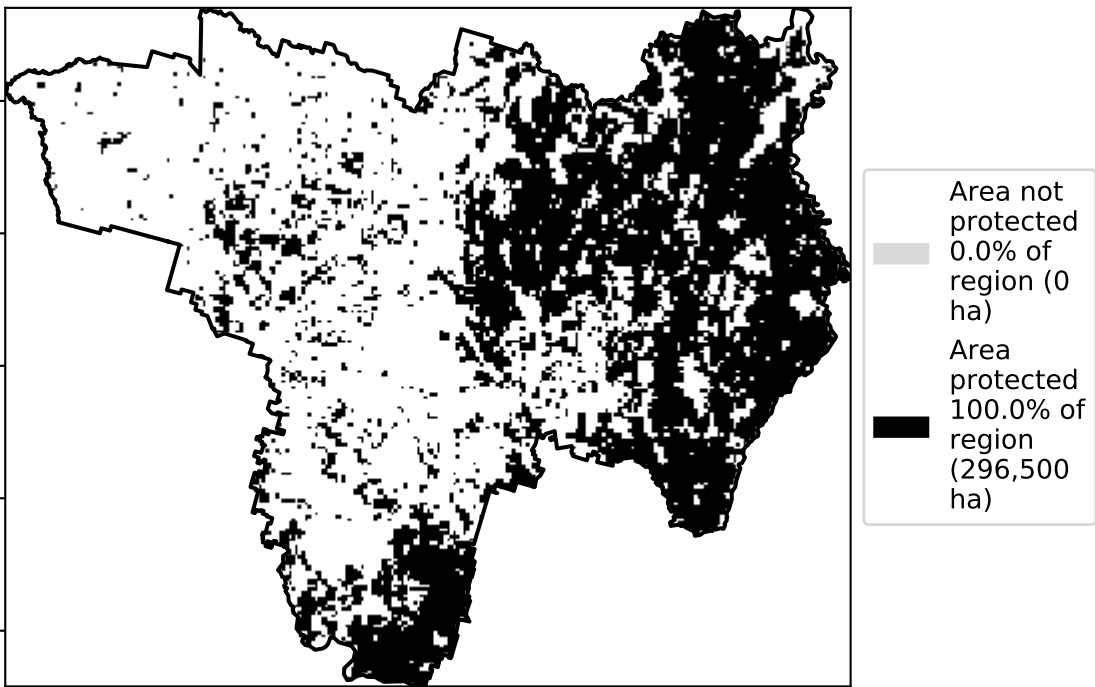 Area not
protected
0.0% of
region (0
ha)
Area
protected
100.0% of
region
(296,500
ha)